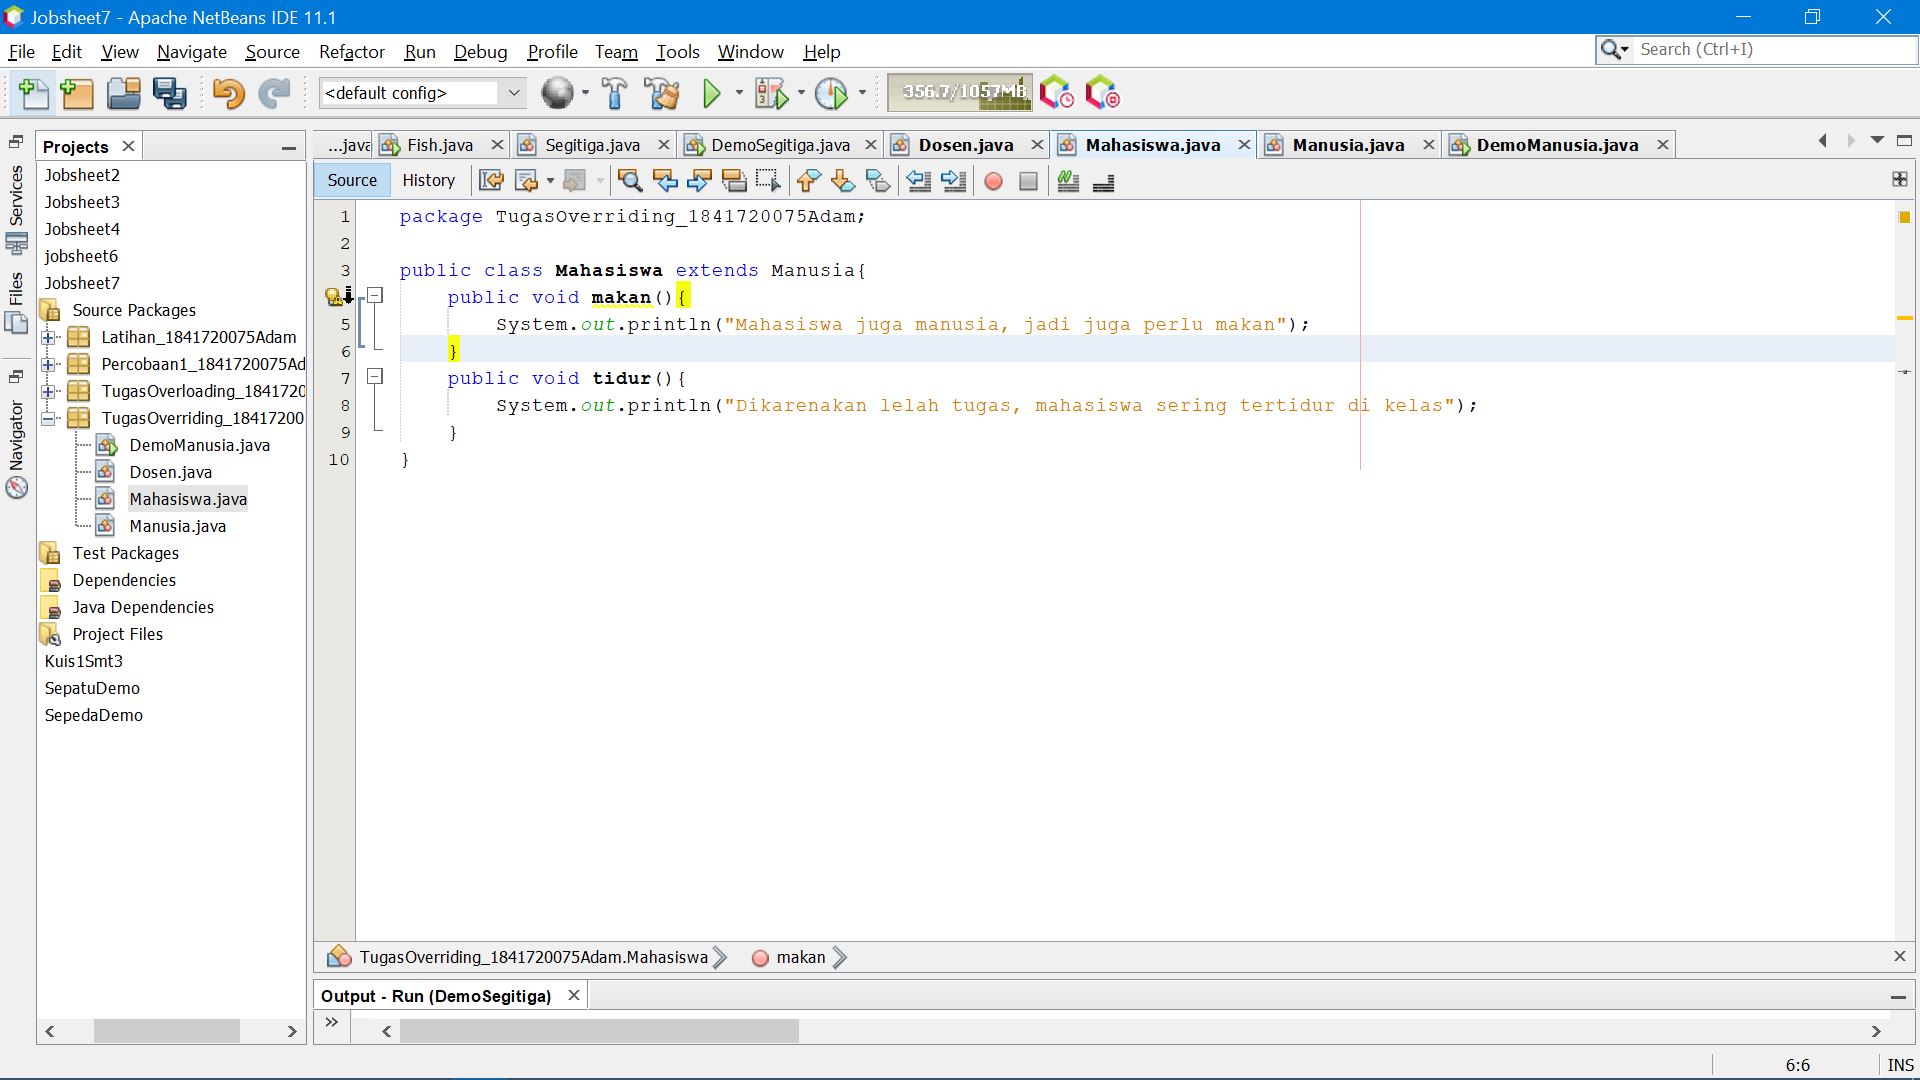 Jobsheet7 - Apache NetBeans IDE 11.1
File Edit View Navigate Source Refactor Run Debug Profile Team Tools Window Help
Search (Ctrl+I)
<default config>
356.7/1057MB
Projects
...java Fish.java Segitiga.java DemoSegitiga.java Dosen.java Mahasiswa.java Manusia.java DemoManusia.java
Source History
Services
Files
Navigator
Jobsheet2
Jobsheet3
Jobsheet4
jobsheet6
Jobsheet7
Source Packages
Latihan_1841720075Adam
Percobaan1_1841720075Ad
TugasOverloading_1841720
TugasOverriding_18417200
DemoManusia.java
Dosen.java
Mahasiswa.java
Manusia.java
Test Packages
Dependencies
Java Dependencies
Project Files
Kuis1Smt3
SepatuDemo
SepedaDemo
1 package TugasOverriding_1841720075Adam;
2
3 public class Mahasiswa extends Manusia{
public void makan(){
5 System.out.println("Mahasiswa juga manusia, jadi juga perlu makan");
6 }
7 public void tidur(){
8 System.out.println("Dikarenakan lelah tugas, mahasiswa sering tertidur di kelas");
9 }
10 }
TugasOverriding_1841720075Adam.Mahasiswa makan
Output - Run (DemoSegitiga)
6:6 INS